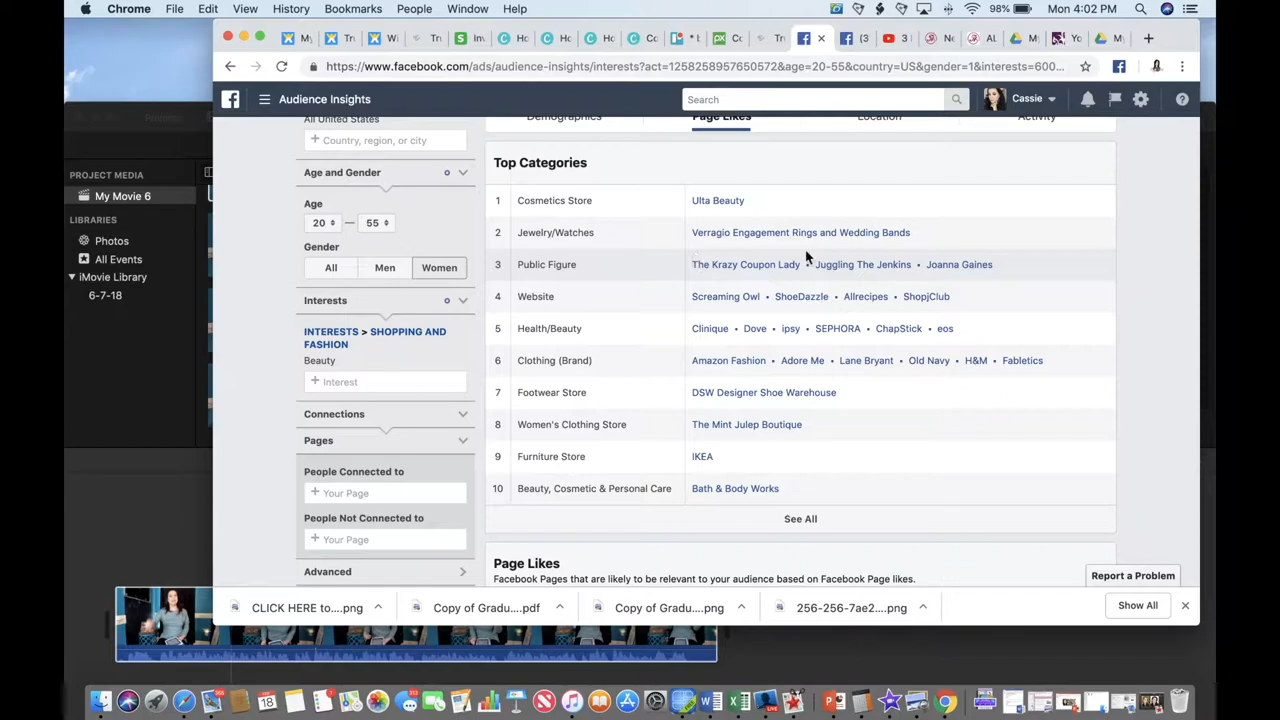 Chrome File Edit View History Bookmarks People Window Help 98% Mon 4:02 PM
https://www.facebook.com/ads/audience-insights/interests?act=1258258957650572&age=20-55&country=US&gender=1&interests=600...
Audience Insights Search Cassie
All United States
+ Country, region, or city
Demographics Page Likes Location Activity
PROJECT MEDIA
My Movie 6
LIBRARIES
Photos
All Events
iMovie Library
6-7-18
Age and Gender
Age
20 — 55
Gender
All Men Women
Interests
INTERESTS > SHOPPING AND
FASHION
Beauty
+ Interest
Connections
Pages
People Connected to
+ Your Page
People Not Connected to
+ Your Page
Advanced
Top Categories
1 Cosmetics Store Ulta Beauty
2 Jewelry/Watches Verragio Engagement Rings and Wedding Bands
3 Public Figure The Krazy Coupon Lady • Juggling The Jenkins • Joanna Gaines
4 Website Screaming Owl • ShoeDazzle • Allrecipes • ShopjClub
5 Health/Beauty Clinique • Dove • ipsy • SEPHORA • ChapStick • eos
6 Clothing (Brand) Amazon Fashion • Adore Me • Lane Bryant • Old Navy • H&M • Fabletics
7 Footwear Store DSW Designer Shoe Warehouse
8 Women's Clothing Store The Mint Julep Boutique
9 Furniture Store IKEA
10 Beauty, Cosmetic & Personal Care Bath & Body Works
See All
Page Likes
Facebook Pages that are likely to be relevant to your audience based on Facebook Page likes.
Report a Problem
CLICK HERE to....png Copy of Gradu....pdf Copy of Gradu....png 256-256-7ae2....png Show All